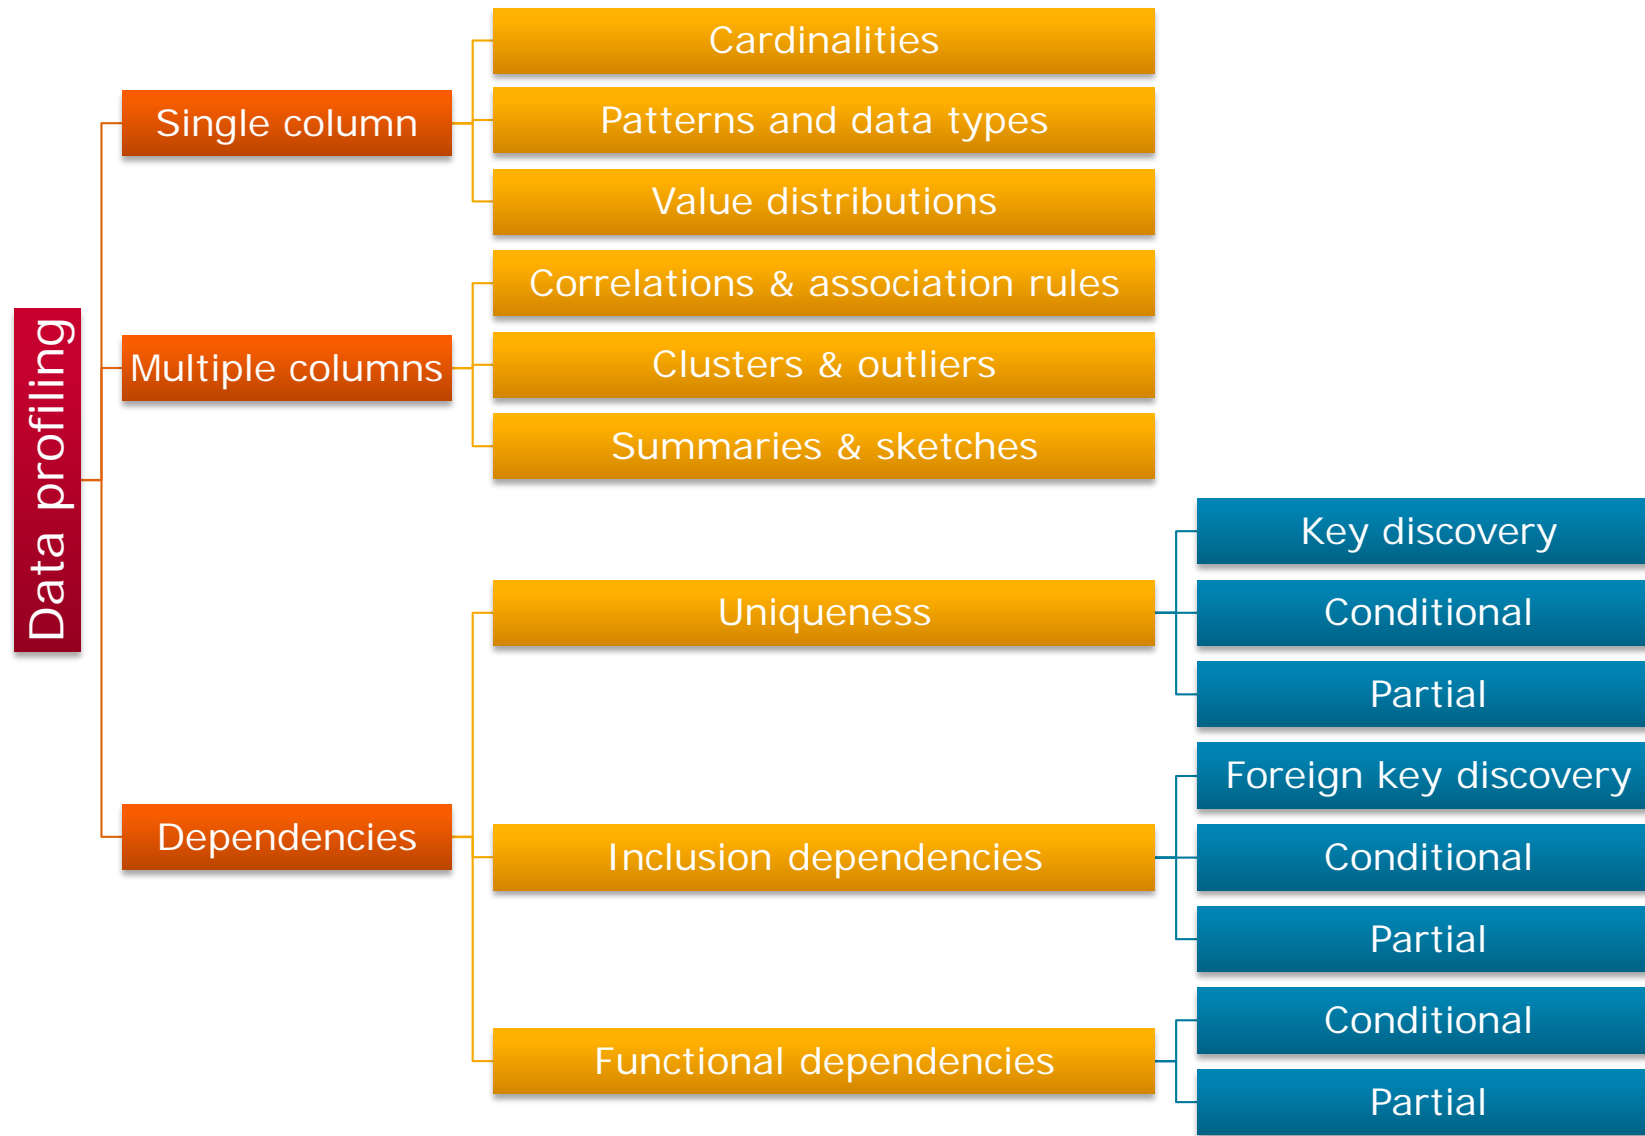 Data profiling
Single column
Cardinalities
Patterns and data types
Value distributions
Multiple columns
Correlations & association rules
Clusters & outliers
Summaries & sketches
Dependencies
Uniqueness
Key discovery
Conditional
Partial
Inclusion dependencies
Foreign key discovery
Conditional
Partial
Functional dependencies
Conditional
Partial